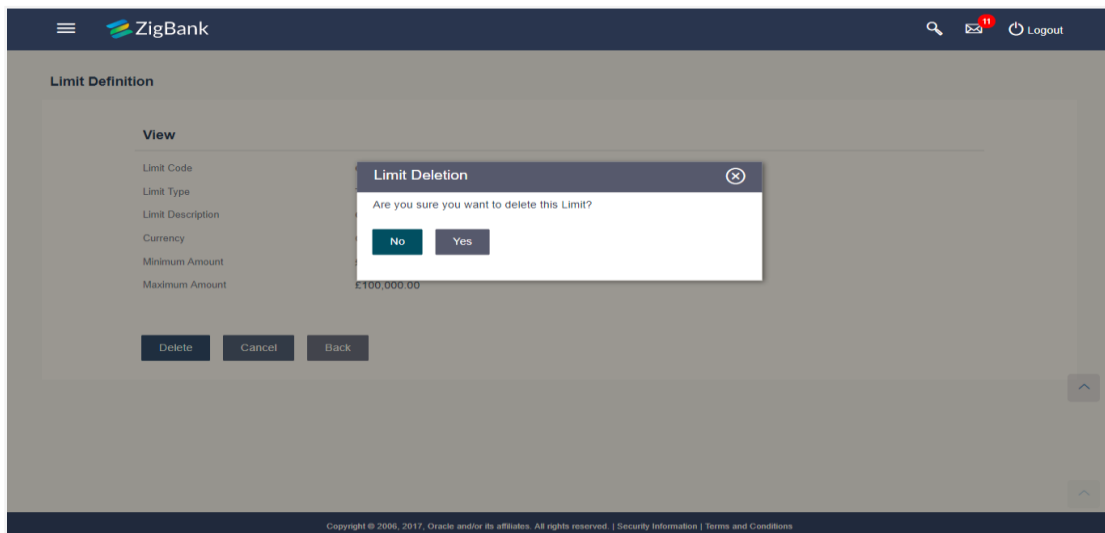 ZigBank
11
Logout
Limit Definition
View
Limit Code
Limit Type
Limit Description
Currency
Minimum Amount
Maximum Amount
£100,000.00
Limit Deletion
Are you sure you want to delete this Limit?
No Yes
Delete Cancel Back
Copyright © 2006, 2017, Oracle and/or its affiliates. All rights reserved. | Security Information | Terms and Conditions